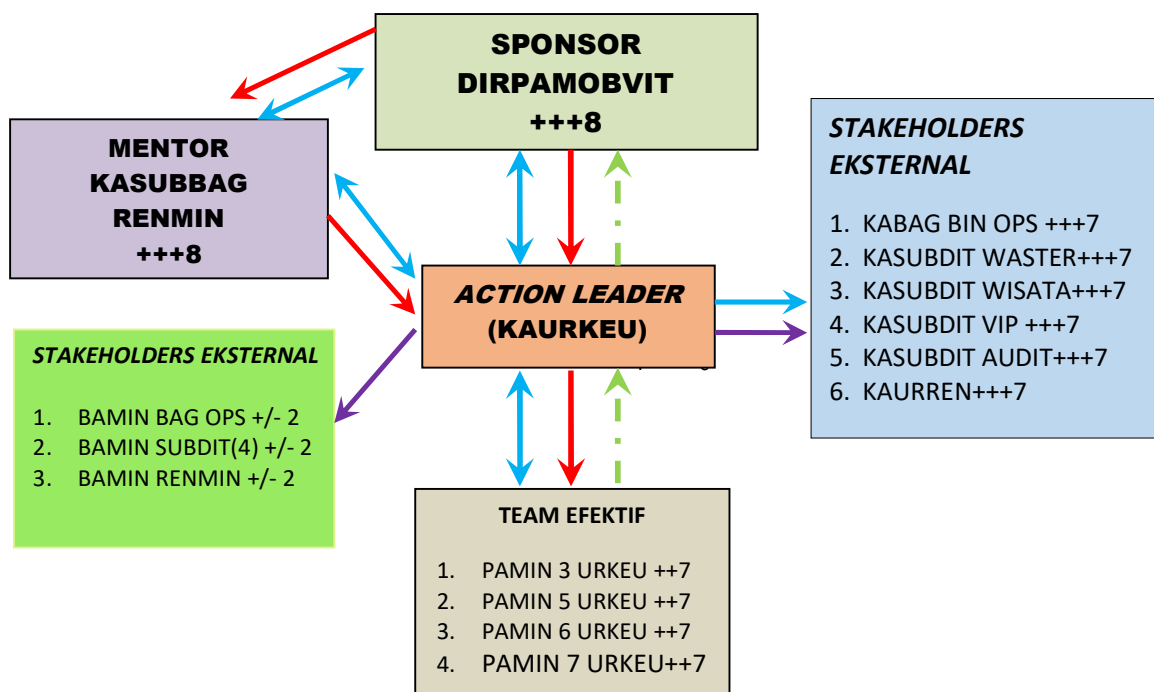 SPONSOR
DIRPAMOBVIT
+++8
MENTOR
KASUBBAG
RENMIN
+++8
STAKEHOLDERS
EKSTERNAL
1. KABAG BIN OPS +++7
2. KASUBDIT WASTER+++7
3. KASUBDIT WISATA+++7
4. KASUBDIT VIP +++7
5. KASUBDIT AUDIT+++7
6. KAURREN+++7
ACTION LEADER
(KAURKEU)
STAKEHOLDERS EKSTERNAL
1. BAMIN BAG OPS +/- 2
2. BAMIN SUBDIT(4) +/- 2
3. BAMIN RENMIN +/- 2
TEAM EFEKTIF
1. PAMIN 3 URKEU ++7
2. PAMIN 5 URKEU ++7
3. PAMIN 6 URKEU ++7
4. PAMIN 7 URKEU++7